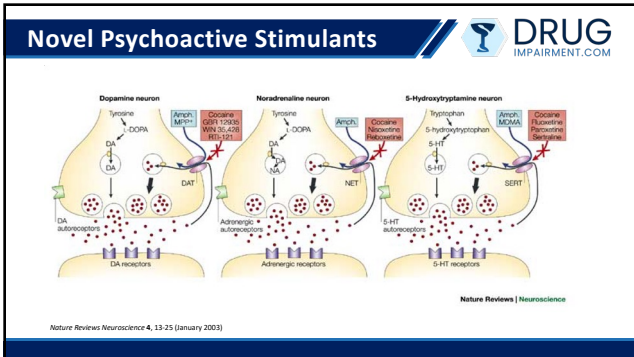 Novel Psychoactive Stimulants
DRUG
IMPAIRMENT.COM
Dopamine neuron
Tyrosine
L-DOPA
DA
DA
Amph.
MPP+
Cocaine
GBR 12935
WIN 35,428
RTI-121
DAT
DA
autoreceptors
DA receptors
Noradrenaline neuron
Tyrosine
L-DOPA
DA
DA
NA
Amph.
Cocaine
Nisoxetine
Reboxetine
NET
Adrenergic
autoreceptors
Adrenergic receptors
5-Hydroxytryptamine neuron
Tryptophan
5-hydroxytryptophan
5-HT
5-HT
Amph.
MDMA
Cocaine
Fluoxetine
Paroxetine
Sertraline
SERT
5-HT
autoreceptors
5-HT receptors
Nature Reviews | Neuroscience
Nature Reviews Neuroscience 4, 13-25 (January 2003)